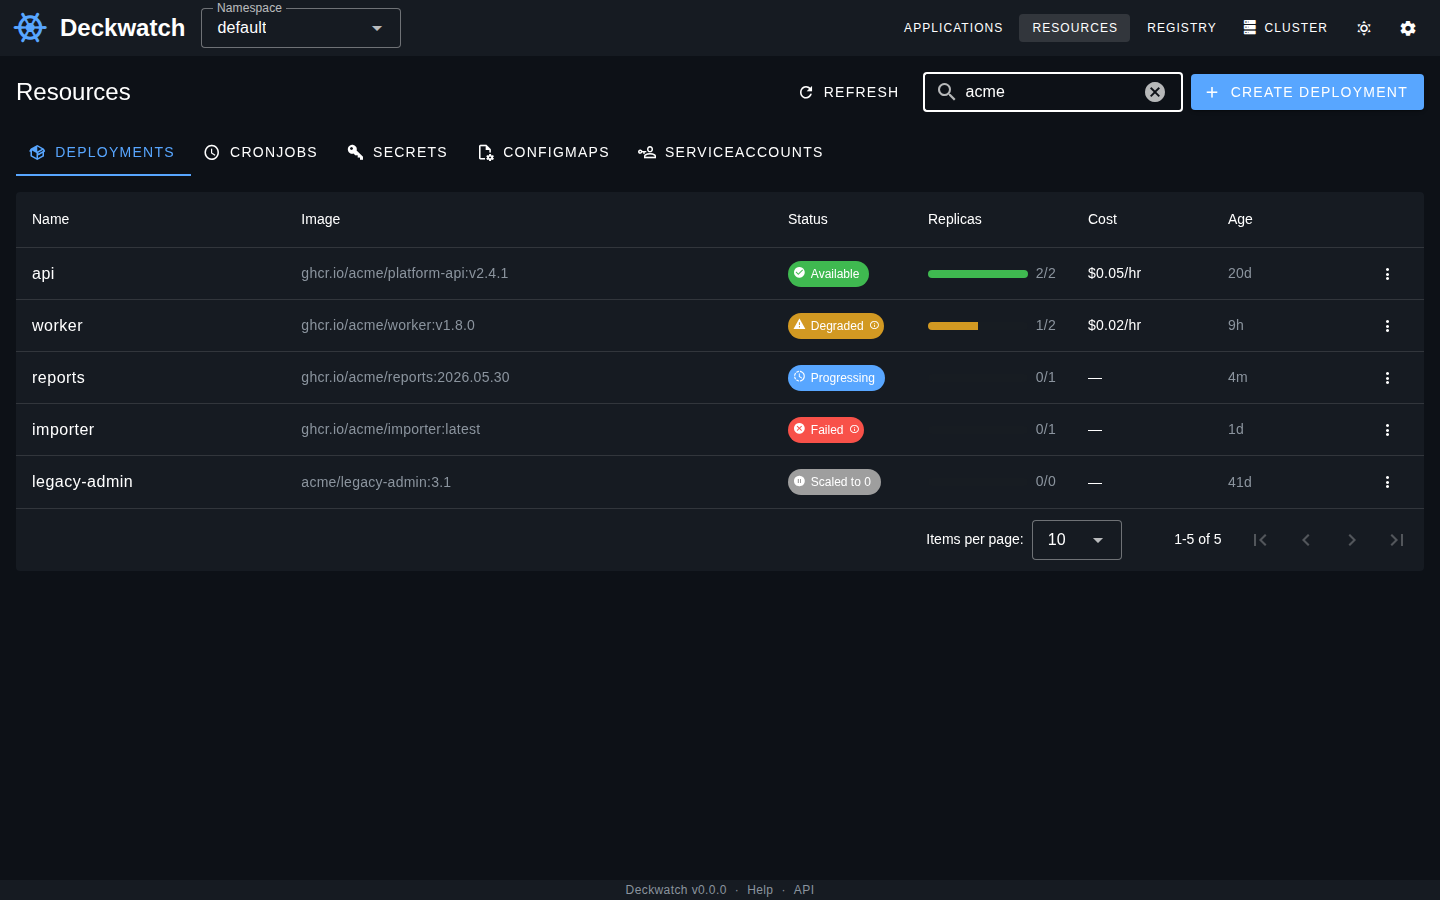 Deckwatch
Namespace
default
APPLICATIONS
RESOURCES
REGISTRY
CLUSTER
Resources
REFRESH
acme
CREATE DEPLOYMENT
DEPLOYMENTS
CRONJOBS
SECRETS
CONFIGMAPS
SERVICEACCOUNTS
Name Image Status Replicas Cost Age
api ghcr.io/acme/platform-api:v2.4.1 Available 2/2 $0.05/hr 20d
worker ghcr.io/acme/worker:v1.8.0 Degraded 1/2 $0.02/hr 9h
reports ghcr.io/acme/reports:2026.05.30 Progressing 0/1 — 4m
importer ghcr.io/acme/importer:latest Failed 0/1 — 1d
legacy-admin acme/legacy-admin:3.1 Scaled to 0 0/0 — 41d
Items per page: 10 1-5 of 5
Deckwatch v0.0.0 · Help · API